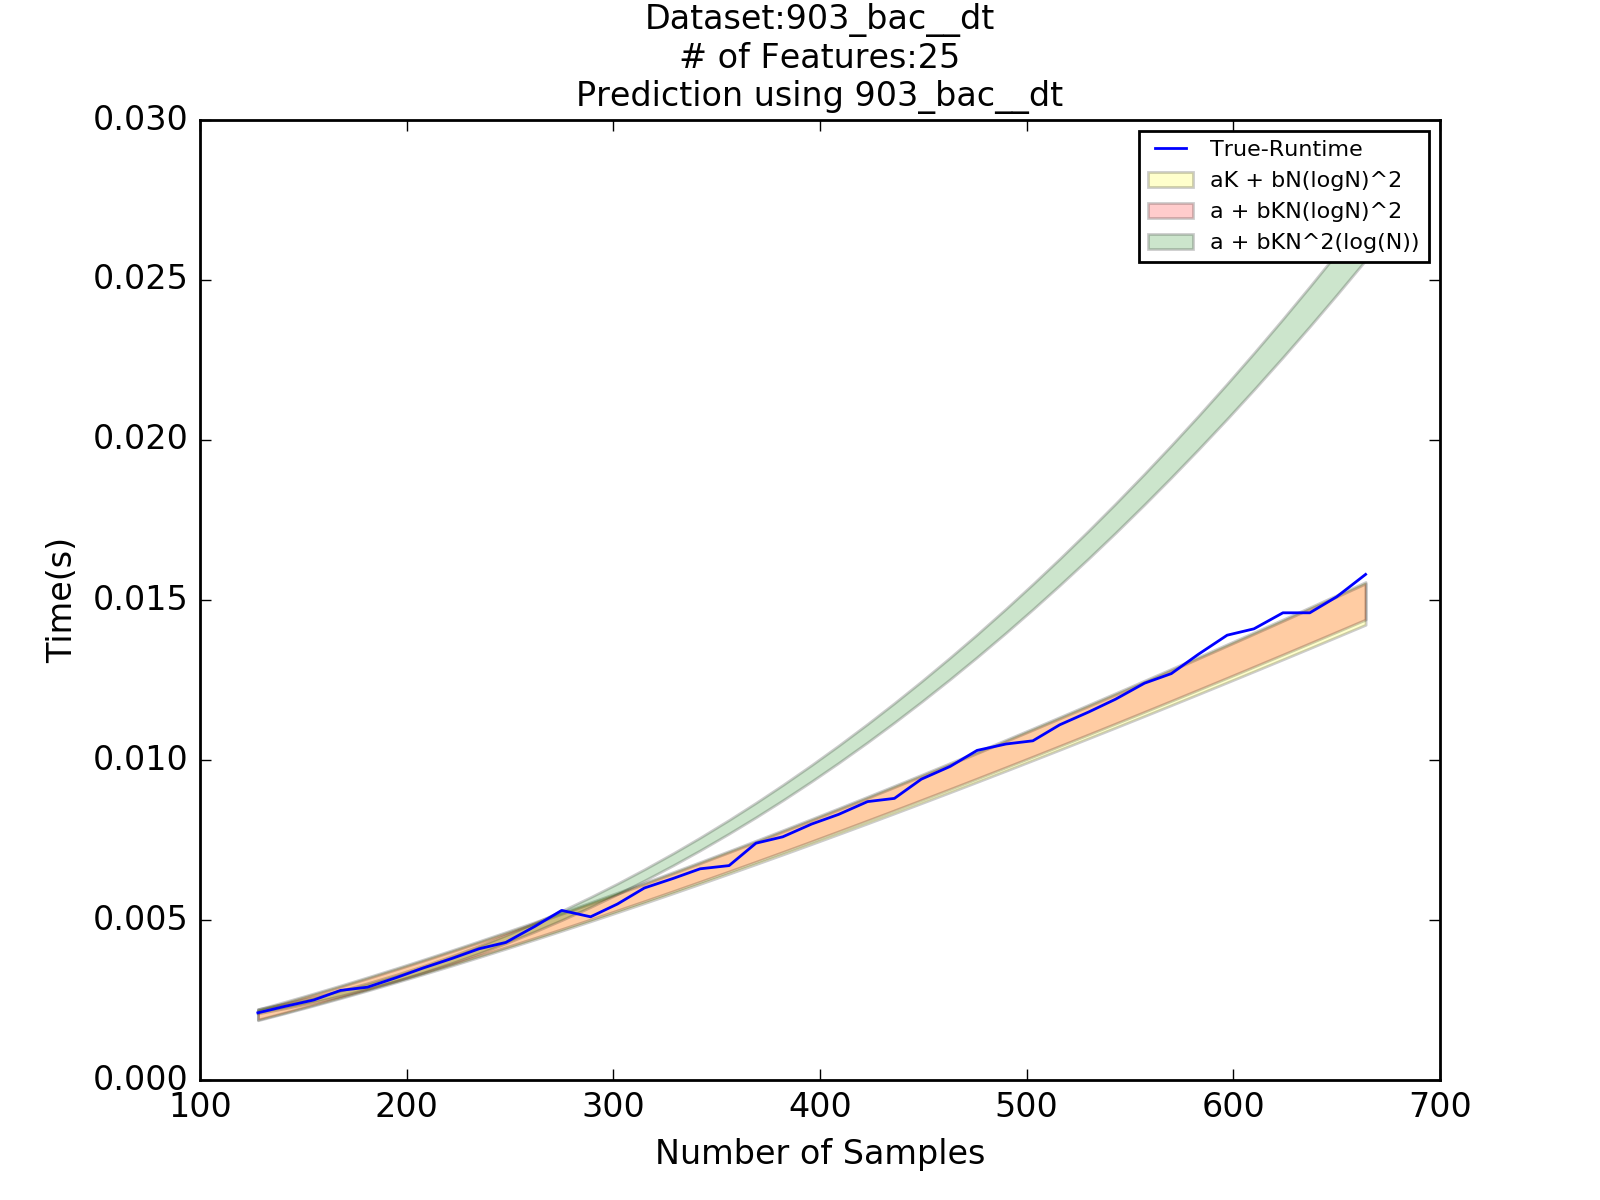 Dataset:903_bac__dt
# of Features:25
Prediction using 903_bac__dt
0.030
0.025
0.020
0.015
0.010
0.005
0.000
Time(s)
True-Runtime
aK + bN(logN)^2
a + bKN(logN)^2
a + bKN^2(log(N))
100 200 300 400 500 600 700
Number of Samples